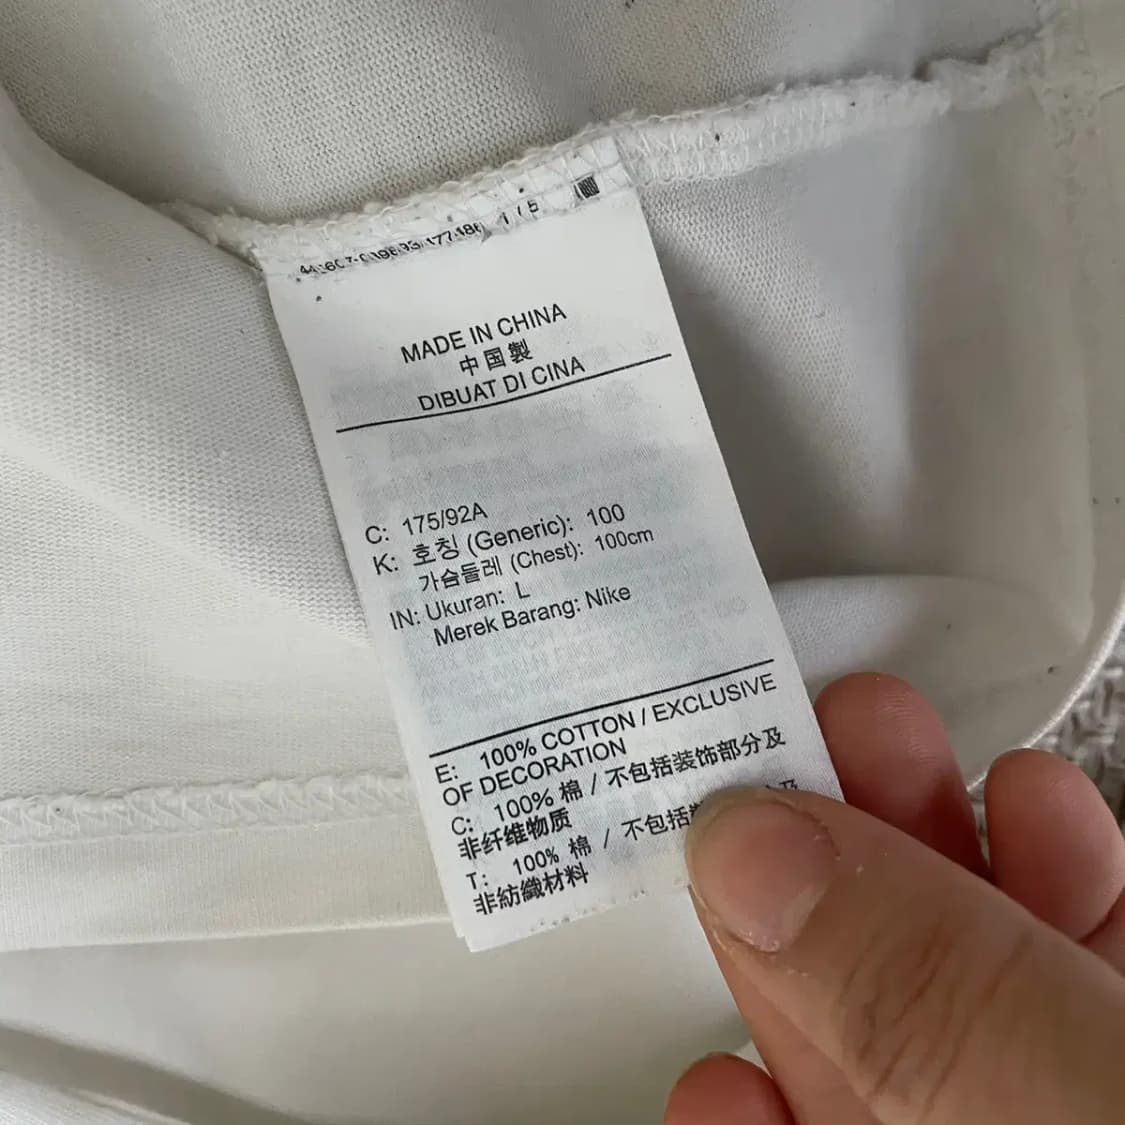 1 / 5
MADE IN CHINA
中国製
DIBUAT DI CINA
C: 175/92A
K: 호칭 (Generic): 100
가슴둘레 (Chest): 100cm
IN: Ukuran: L
Merek Barang: Nike
E: 100% COTTON / EXCLUSIVE
OF DECORATION
C: 100% 棉 / 不包括装饰部分及
非纤维物质
T: 100% 棉 / 不包括
非紡織材料